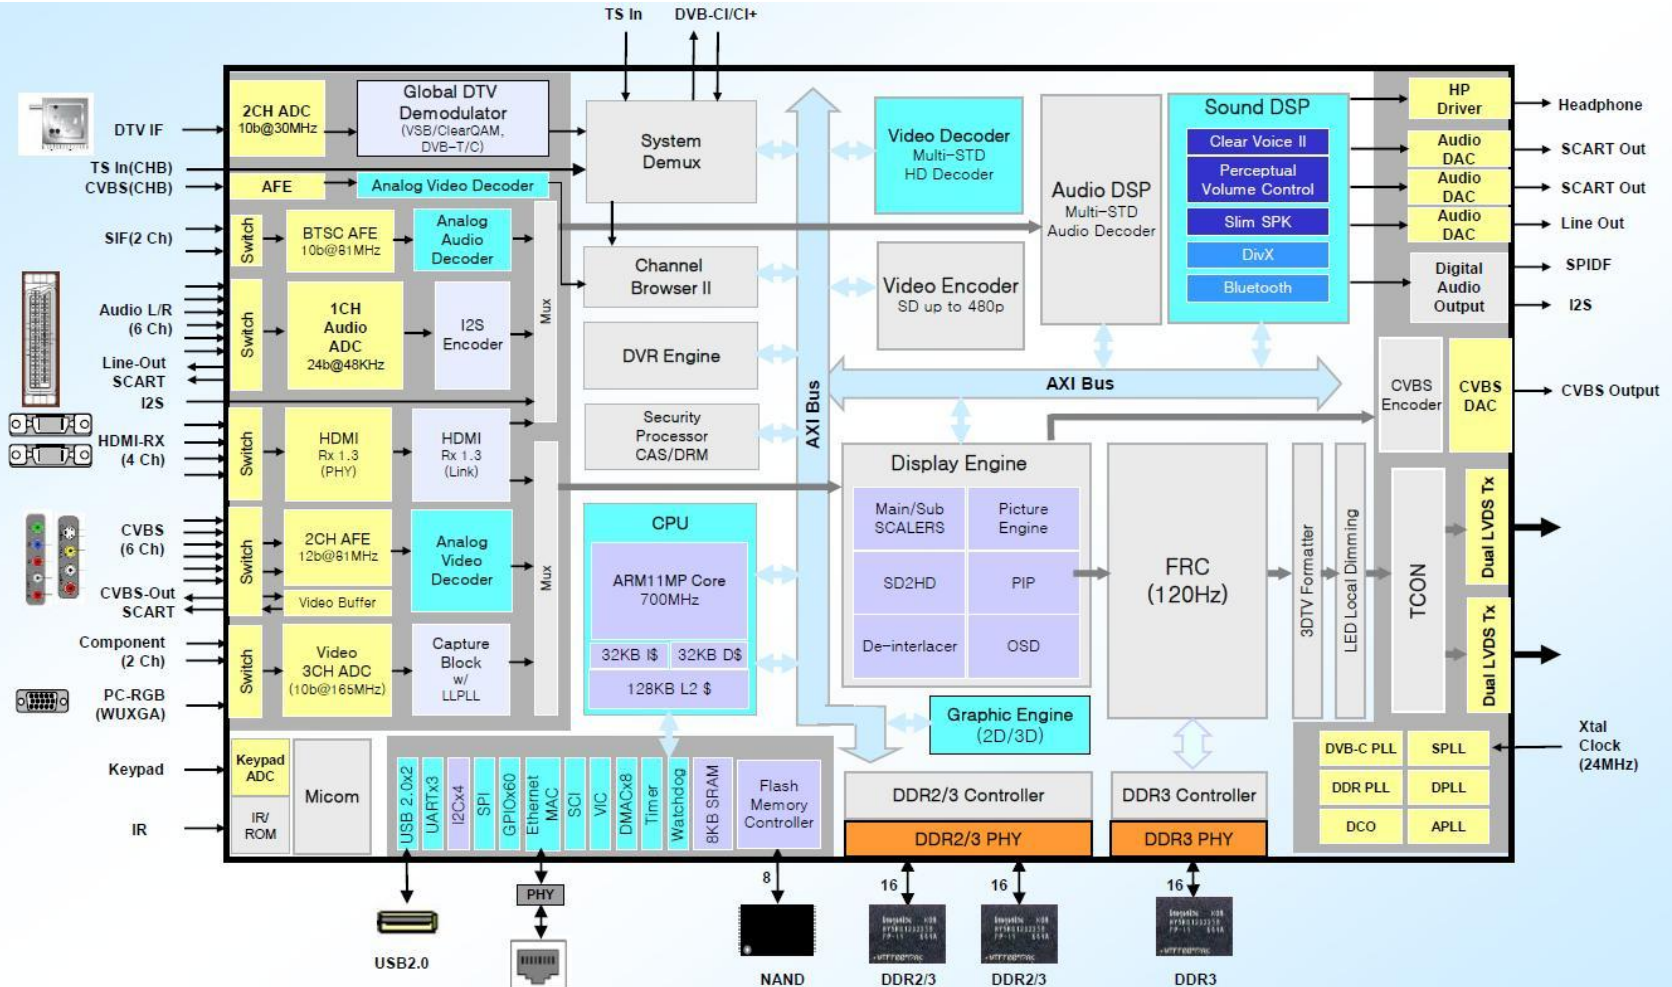 TS In
DVB-CI/CI+
DTV IF
TS In(CHB)
CVBS(CHB)
SIF(2 Ch)
Audio L/R
(6 Ch)
Line-Out
SCART
I2S
HDMI-RX
(4 Ch)
CVBS
(6 Ch)
CVBS-Out
SCART
Component
(2 Ch)
PC-RGB
(WUXGA)
Keypad
IR
2CH ADC
10b@30MHz
Global DTV
Demodulator
(VSB/ClearQAM,
DVB-T/C)
AFE
Analog Video Decoder
Switch
BTSC AFE
10b@81MHz
Analog
Audio
Decoder
Switch
1CH
Audio
ADC
24b@48KHz
I2S
Encoder
Mux
Switch
HDMI
Rx 1.3
(PHY)
HDMI
Rx 1.3
(Link)
Switch
2CH AFE
12b@81MHz
Video Buffer
Analog
Video
Decoder
Mux
Switch
Video
3CH ADC
(10b@165MHz)
Capture
Block
w/
LLPLL
Keypad
ADC
IR/
ROM
Micom
System
Demux
Channel
Browser II
DVR Engine
Security
Processor
CAS/DRM
CPU
ARM11MP Core
700MHz
32KB I$
32KB D$
128KB L2 $
USB 2.0x2
UARTx3
I2Cx4
SPI
GPIOx60
Ethernet
MAC
SCI
VIC
DMACx8
Timer
Watchdog
8KB SRAM
Flash
Memory
Controller
AXI Bus
AXI Bus
Video Decoder
Multi-STD
HD Decoder
Video Encoder
SD up to 480p
Audio DSP
Multi-STD
Audio Decoder
Sound DSP
Clear Voice II
Perceptual
Volume Control
Slim SPK
DivX
Bluetooth
Display Engine
Main/Sub
SCALERS
Picture
Engine
SD2HD
PIP
De-interlacer
OSD
Graphic Engine
(2D/3D)
FRC
(120Hz)
3DTV Formatter
LED Local Dimming
TCON
Dual LVDS Tx
Dual LVDS Tx
DDR2/3 Controller
DDR2/3 PHY
DDR3 Controller
DDR3 PHY
HP
Driver
Audio
DAC
Audio
DAC
Audio
DAC
Digital
Audio
Output
CVBS
Encoder
CVBS
DAC
DVB-C PLL
SPLL
DDR PLL
DPLL
DCO
APLL
Headphone
SCART Out
SCART Out
Line Out
SPIDF
I2S
CVBS Output
Xtal
Clock
(24MHz)
PHY
8
16
16
16
USB2.0
NAND
DDR2/3
DDR2/3
DDR3